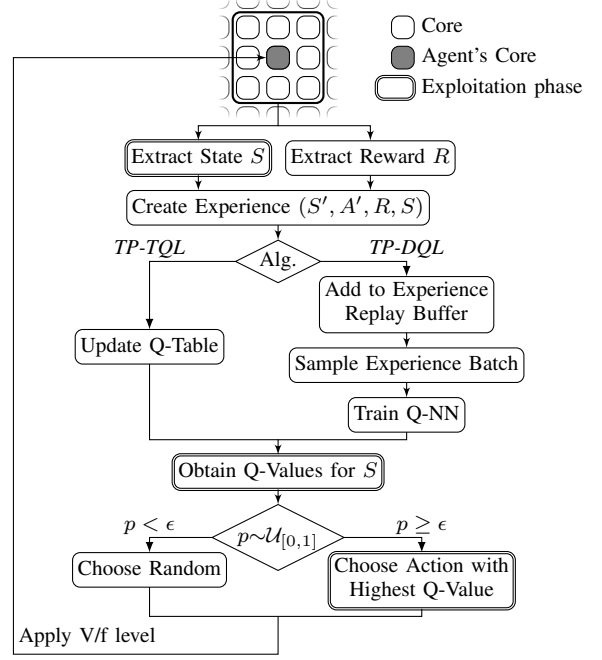 Core
Agent's Core
Exploitation phase
Extract State S
Extract Reward R
Create Experience (S′, A′, R, S)
TP-TQL
TP-DQL
Alg.
Add to Experience
Replay Buffer
Update Q-Table
Sample Experience Batch
Train Q-NN
Obtain Q-Values for S
p < ϵ
p ≥ ϵ
p∼𝒰[0,1]
Choose Random
Choose Action with
Highest Q-Value
Apply V/f level